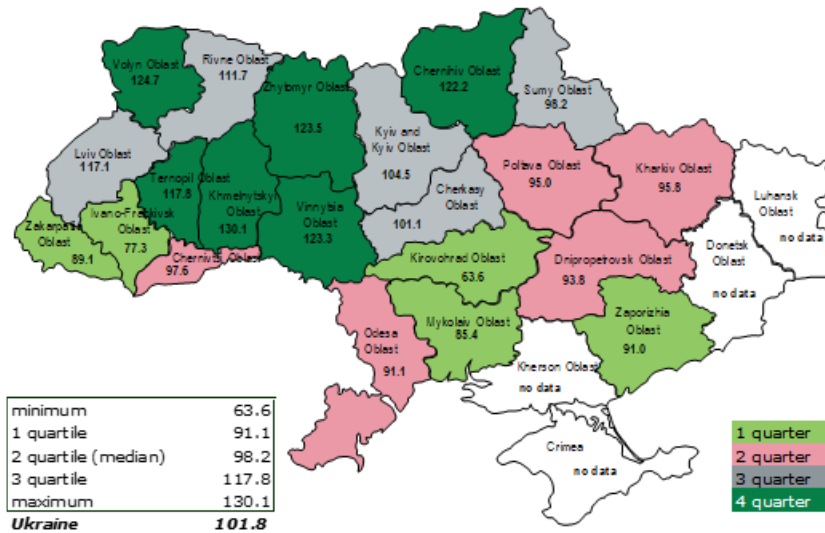 Volyn Oblast
124.7
Rivne Oblast
111.7
Zhytomyr Oblast
123.5
Chernihiv Oblast
122.2
Sumy Oblast
98.2
Kyiv and
Kyiv Oblast
104.5
Lviv Oblast
117.1
Ternopil Oblast
117.8
Khmelnytskyi
Oblast
130.1
Vinnytsia
Oblast
123.3
Cherkasy
Oblast
101.1
Poltava Oblast
95.0
Kharkiv Oblast
95.8
Luhansk
Oblast
no data
Zakarpattia
Oblast
89.1
Ivano-Frankivsk
Oblast
77.3
Chernivtsi Oblast
97.6
Kirovohrad Oblast
63.6
Dnipropetrovsk Oblast
93.8
Donetsk
Oblast
no data
Odesa
Oblast
91.1
Mykolaiv Oblast
85.4
Zaporizhia
Oblast
91.0
Kherson Oblast
no data
Crimea
no data
minimum 63.6
1 quartile 91.1
2 quartile (median) 98.2
3 quartile 117.8
maximum 130.1
Ukraine 101.8
1 quarter
2 quarter
3 quarter
4 quarter